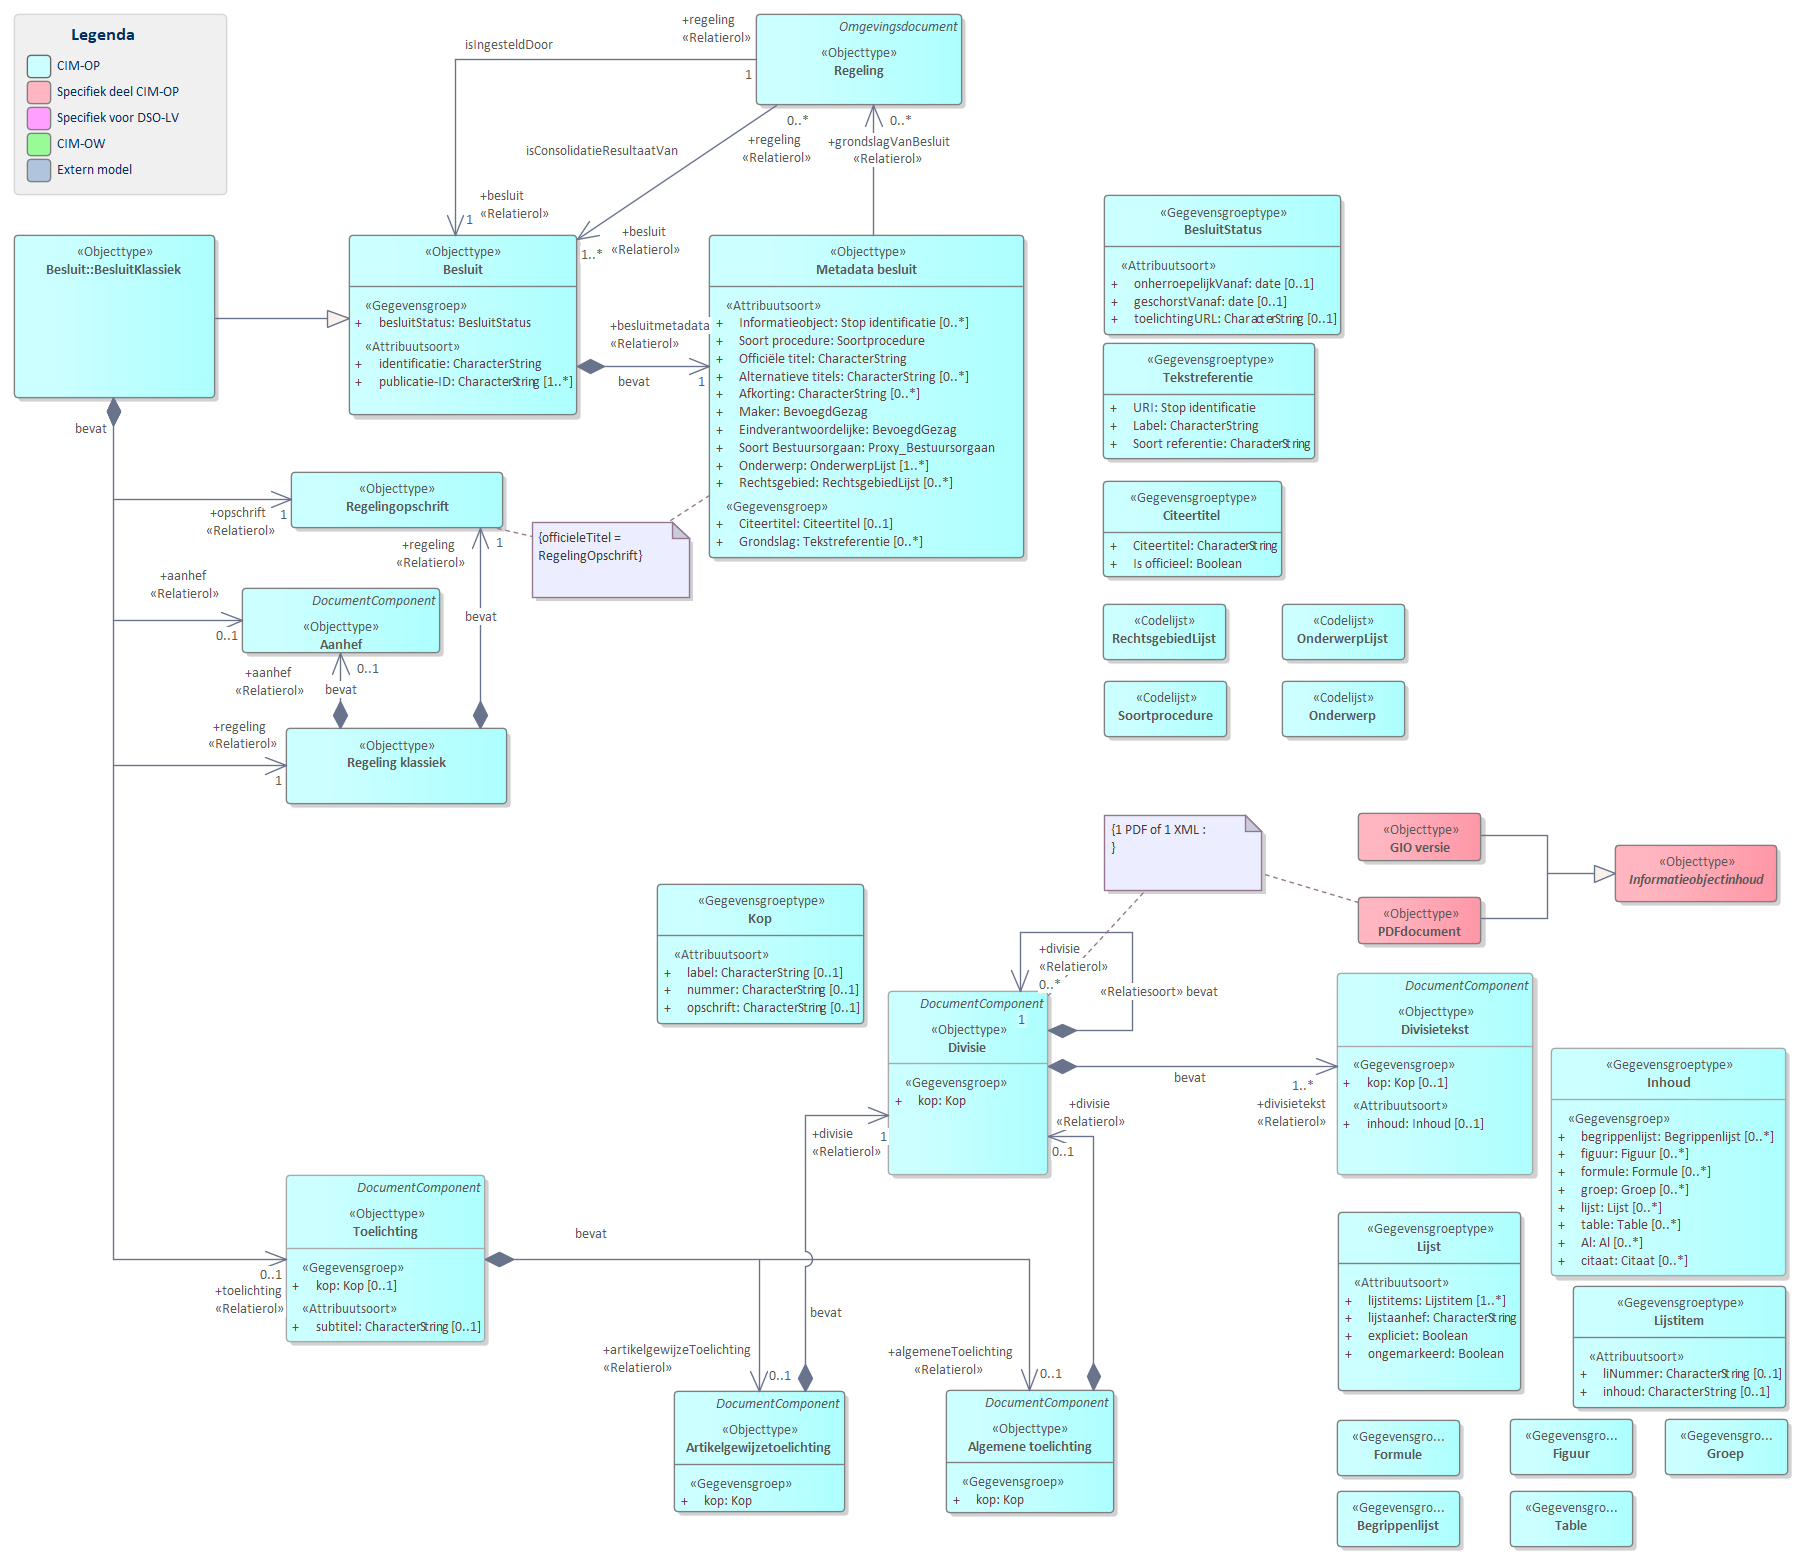 Legenda
CIM-OP
Specifiek deel CIM-OP
Specifiek voor DSO-LV
CIM-OW
Extern model
Omgevingsdocument
«Objecttype»
Regeling
+regeling
«Relatierol»
1
isIngesteldDoor
0..*
+regeling
«Relatierol»
isConsolidatieResultaatVan
0..*
+grondslagVanBesluit
«Relatierol»
+besluit
«Relatierol»
1
+besluit
«Relatierol»
1..*
«Objecttype»
Besluit::BesluitKlassiek
«Objecttype»
Besluit
«Gegevensgroep»
+ besluitStatus: BesluitStatus
«Attribuutsoort»
+ identificatie: CharacterString
+ publicatie-ID: CharacterString [1..*]
+besluitmetadata
«Relatierol»
bevat
1
«Objecttype»
Metadata besluit
«Attribuutsoort»
+ Informatieobject: Stop identificatie [0..*]
+ Soort procedure: Soortprocedure
+ Officiële titel: CharacterString
+ Alternatieve titels: CharacterString [0..*]
+ Afkorting: CharacterString [0..*]
+ Maker: BevoegdGezag
+ Eindverantwoordelijke: BevoegdGezag
+ Soort Bestuursorgaan: Proxy_Bestuursorgaan
+ Onderwerp: OnderwerpLijst [1..*]
+ Rechtsgebied: RechtsgebiedLijst [0..*]
«Gegevensgroep»
+ Citeertitel: Citeertitel [0..1]
+ Grondslag: Tekstreferentie [0..*]
«Gegevensgroeptype»
BesluitStatus
«Attribuutsoort»
+ onherroepelijkVanaf: date [0..1]
+ geschorstVanaf: date [0..1]
+ toelichtingURL: CharacterString [0..1]
«Gegevensgroeptype»
Tekstreferentie
+ URI: Stop identificatie
+ Label: CharacterString
+ Soort referentie: CharacterString
«Gegevensgroeptype»
Citeertitel
+ Citeertitel: CharacterString
+ Is officieel: Boolean
«Codelijst»
RechtsgebiedLijst
«Codelijst»
OnderwerpLijst
«Codelijst»
Soortprocedure
«Codelijst»
Onderwerp
bevat
«Objecttype»
Regelingopschrift
+opschrift
«Relatierol»
1
{officieleTitel =
RegelingOpschrift}
+regeling
«Relatierol»
1
bevat
+aanhef
«Relatierol»
0..1
DocumentComponent
«Objecttype»
Aanhef
+aanhef
«Relatierol»
0..1
bevat
+regeling
«Relatierol»
1
«Objecttype»
Regeling klassiek
{1 PDF of 1 XML :
}
«Objecttype»
GIO versie
«Objecttype»
PDFdocument
«Objecttype»
Informatieobjectinhoud
«Gegevensgroeptype»
Kop
«Attribuutsoort»
+ label: CharacterString [0..1]
+ nummer: CharacterString [0..1]
+ opschrift: CharacterString [0..1]
+divisie
«Relatierol»
0..*
«Relatiesoort» bevat
DocumentComponent
1
«Objecttype»
Divisie
«Gegevensgroep»
+ kop: Kop
bevat
1..*
+divisietekst
«Relatierol»
DocumentComponent
«Objecttype»
Divisietekst
«Gegevensgroep»
+ kop: Kop [0..1]
«Attribuutsoort»
+ inhoud: Inhoud [0..1]
+divisie
«Relatierol»
1
+divisie
«Relatierol»
0..1
«Gegevensgroeptype»
Inhoud
«Gegevensgroep»
+ begrippenlijst: Begrippenlijst [0..*]
+ figuur: Figuur [0..*]
+ formule: Formule [0..*]
+ groep: Groep [0..*]
+ lijst: Lijst [0..*]
+ table: Table [0..*]
+ Al: Al [0..*]
+ citaat: Citaat [0..*]
DocumentComponent
«Objecttype»
Toelichting
«Gegevensgroep»
+ kop: Kop [0..1]
«Attribuutsoort»
+ subtitel: CharacterString [0..1]
0..1
+toelichting
«Relatierol»
bevat
bevat
«Gegevensgroeptype»
Lijst
«Attribuutsoort»
+ lijstitems: Lijstitem [1..*]
+ lijstaanhef: CharacterString
+ expliciet: Boolean
+ ongemarkeerd: Boolean
«Gegevensgroeptype»
Lijstitem
«Attribuutsoort»
+ liNummer: CharacterString [0..1]
+ inhoud: CharacterString [0..1]
+artikelgewijzeToelichting
«Relatierol»
0..1
+algemeneToelichting
«Relatierol»
0..1
DocumentComponent
«Objecttype»
Artikelgewijzetoelichting
«Gegevensgroep»
+ kop: Kop
DocumentComponent
«Objecttype»
Algemene toelichting
«Gegevensgroep»
+ kop: Kop
«Gegevensgro...
Formule
«Gegevensgro...
Figuur
«Gegevensgro...
Groep
«Gegevensgro...
Begrippenlijst
«Gegevensgro...
Table